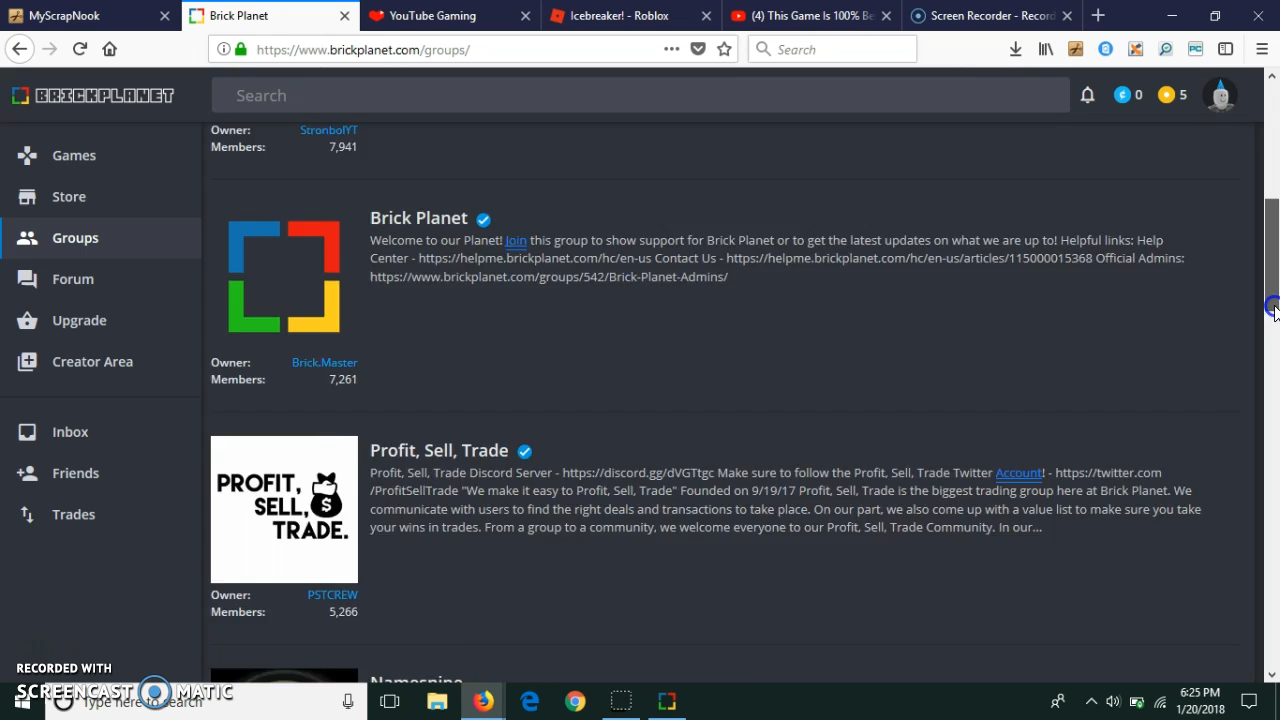 MyScrapNook
Brick Planet
YouTube Gaming
Icebreaker! - Roblox
(4) This Game Is 100% Be
Screen Recorder - Record
https://www.brickplanet.com/groups/
Search
BRICKPLANET
Search
0
5
Games
Store
Groups
Forum
Upgrade
Creator Area
Inbox
Friends
Trades
Owner: StronbolYT
Members: 7,941
Brick Planet
Welcome to our Planet! Join this group to show support for Brick Planet or to get the latest updates on what we are up to! Helpful links: Help
Center - https://helpme.brickplanet.com/hc/en-us Contact Us - https://helpme.brickplanet.com/hc/en-us/articles/115000015368 Official Admins:
https://www.brickplanet.com/groups/542/Brick-Planet-Admins/
Owner: Brick.Master
Members: 7,261
PROFIT,
SELL,
TRADE.
Profit, Sell, Trade
Profit, Sell, Trade Discord Server - https://discord.gg/dVGTtgc Make sure to follow the Profit, Sell, Trade Twitter Account! - https://twitter.com
/ProfitSellTrade "We make it easy to Profit, Sell, Trade" Founded on 9/19/17 Profit, Sell, Trade is the biggest trading group here at Brick Planet. We
communicate with users to find the right deals and transactions to take place. On our part, we also come up with a value list to make sure you take
your wins in trades. From a group to a community, we welcome everyone to our Profit, Sell, Trade Community. In our...
Owner: PSTCREW
Members: 5,266
RECORDED WITH
SCREENCAST MATIC
Type here to search
PC
6:25 PM
1/20/2018